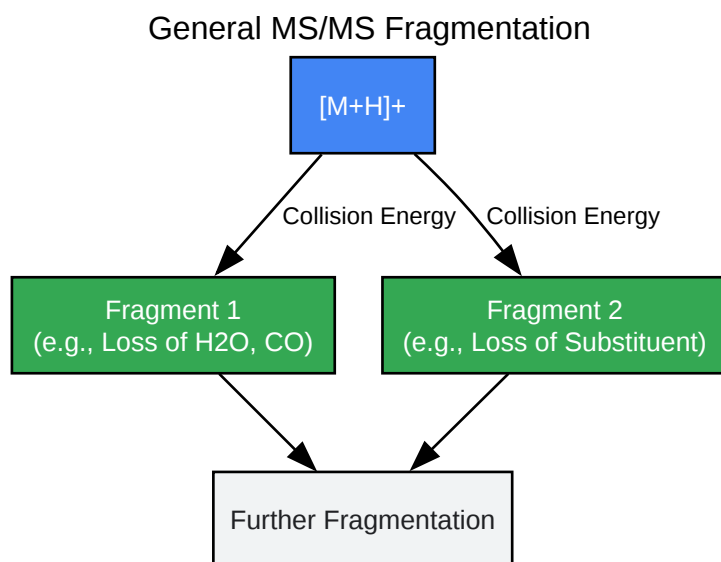 General MS/MS Fragmentation
[M+H]+
Collision Energy
Collision Energy
Fragment 1
(e.g., Loss of H2O, CO)
Fragment 2
(e.g., Loss of Substituent)
Further Fragmentation